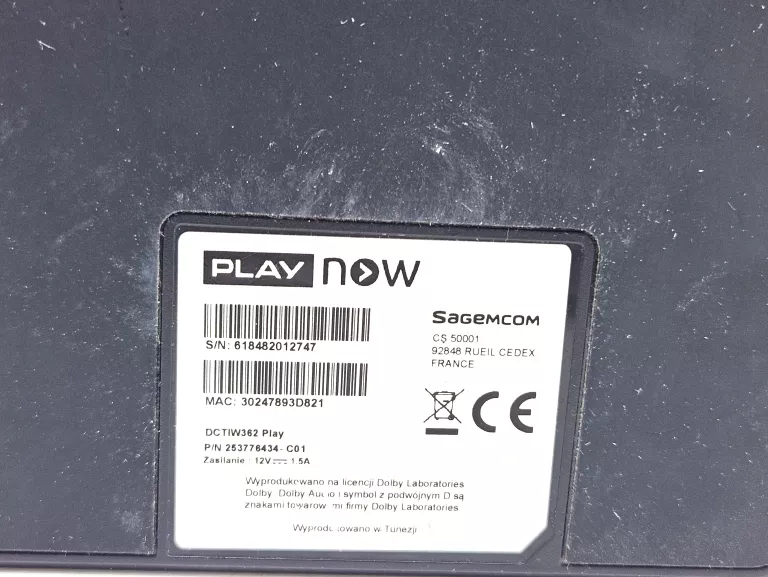 PLAY NOW
S/N: 618482012747
SAGEMCOM
CS 50001
92848 RUEIL CEDEX
FRANCE
MAC: 30247893D821
DCTIW362 Play
P/N 253776434- C01
Zasilanie : 12V 1.5A
CE
Wyprodukowano na licencji Dolby Laboratories
Dolby, Dolby Audio i symbol z podwójnym D są
znakami towarowymi firmy Dolby Laboratories
Wyprodukowano w Tunezji